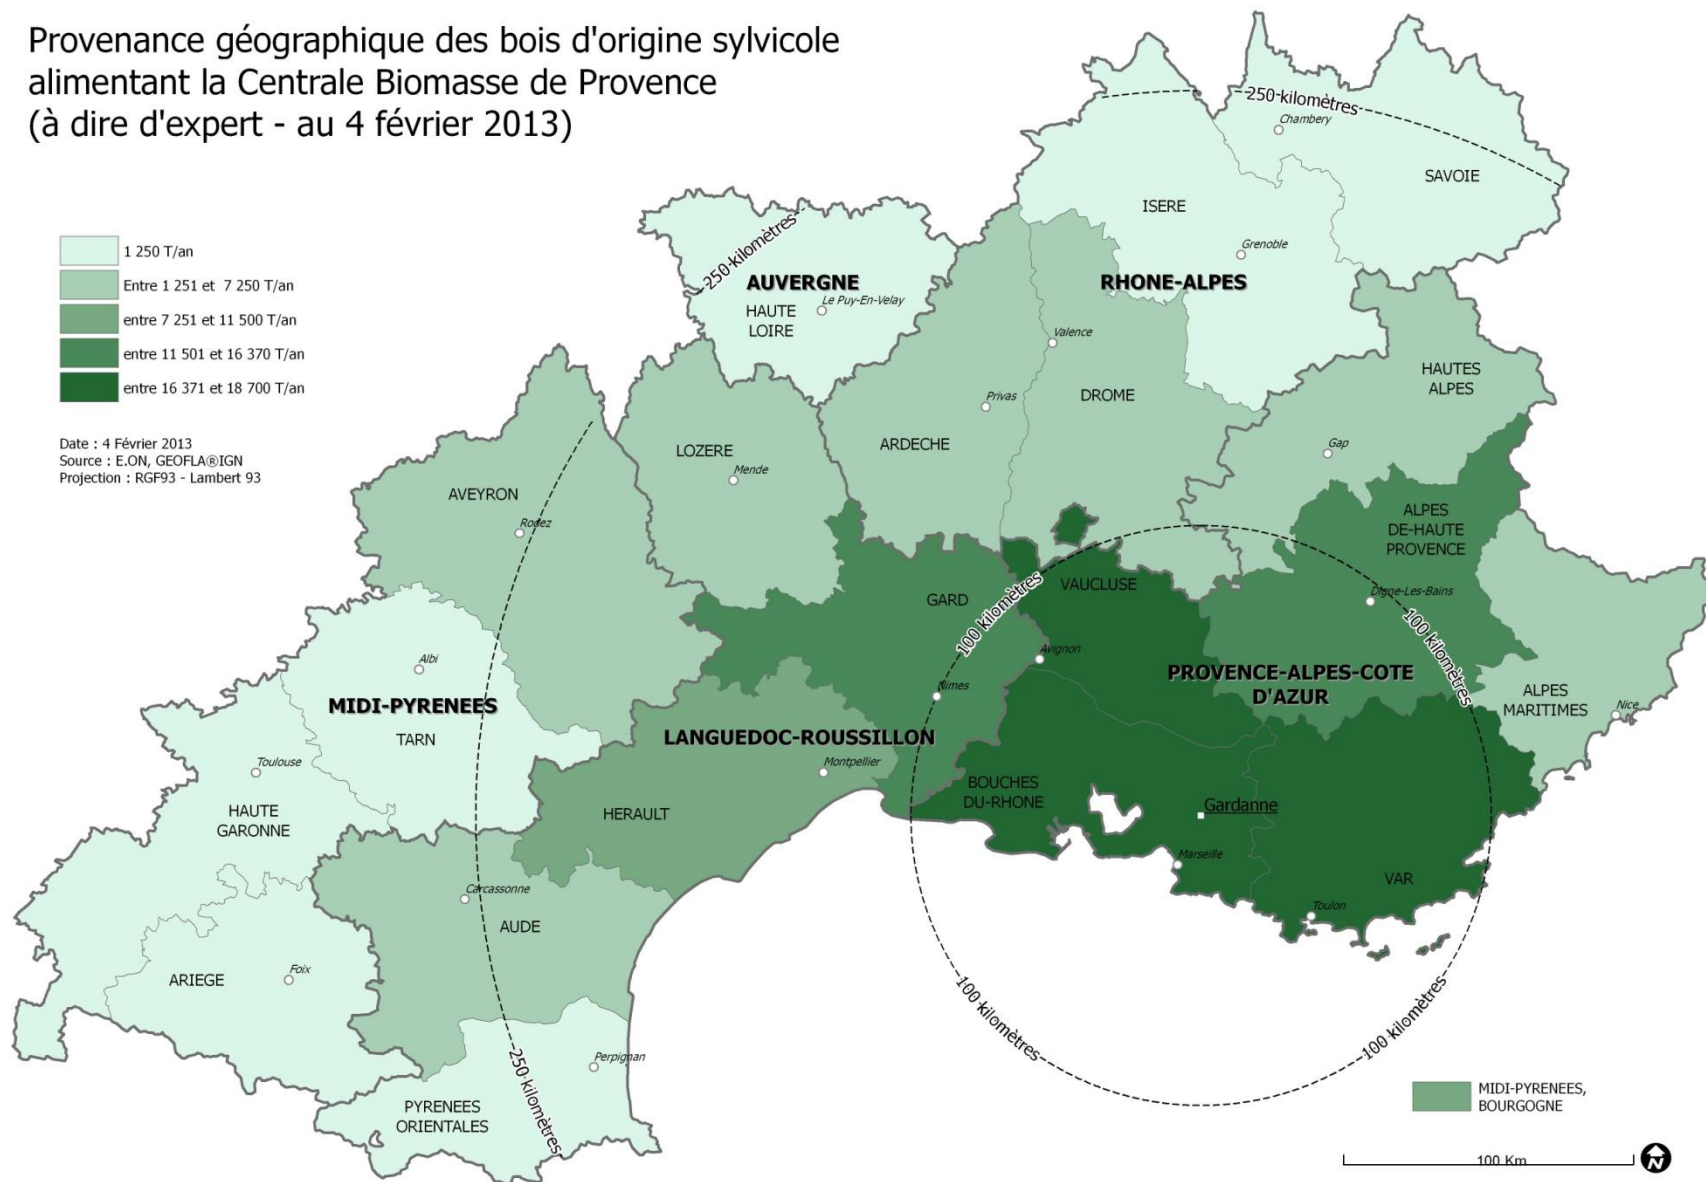 Provenance géographique des bois d'origine sylvicole
alimentant la Centrale Biomasse de Provence
(à dire d'expert - au 4 février 2013)
1 250 T/an
Entre 1 251 et 7 250 T/an
entre 7 251 et 11 500 T/an
entre 11 501 et 16 370 T/an
entre 16 371 et 18 700 T/an
Date : 4 Février 2013
Source : E.ON, GEOFLA®IGN
Projection : RGF93 - Lambert 93
250 kilomètres
Chambery
SAVOIE
ISERE
Grenoble
RHONE-ALPES
250 kilomètres
AUVERGNE
HAUTE
LOIRE
Le Puy-En-Velay
Valence
DROME
Privas
ARDECHE
HAUTES
ALPES
Gap
LOZERE
Mende
AVEYRON
Rodez
ALPES
DE-HAUTE
PROVENCE
Digne-Les-Bains
VAUCLUSE
GARD
100 kilomètres
100 kilomètres
Avignon
Nimes
PROVENCE-ALPES-COTE
D'AZUR
ALPES
MARITIMES
Nice
Albi
MIDI-PYRENEES
TARN
LANGUEDOC-ROUSSILLON
Montpellier
Toulouse
HAUTE
GARONNE
HERAULT
BOUCHES
DU-RHONE
Gardanne
Marseille
VAR
Toulon
Carcassonne
AUDE
ARIEGE
Foix
100 kilomètres
100 kilomètres
250 kilomètres
Perpignan
PYRENEES
ORIENTALES
MIDI-PYRENEES,
BOURGOGNE
100 Km
N